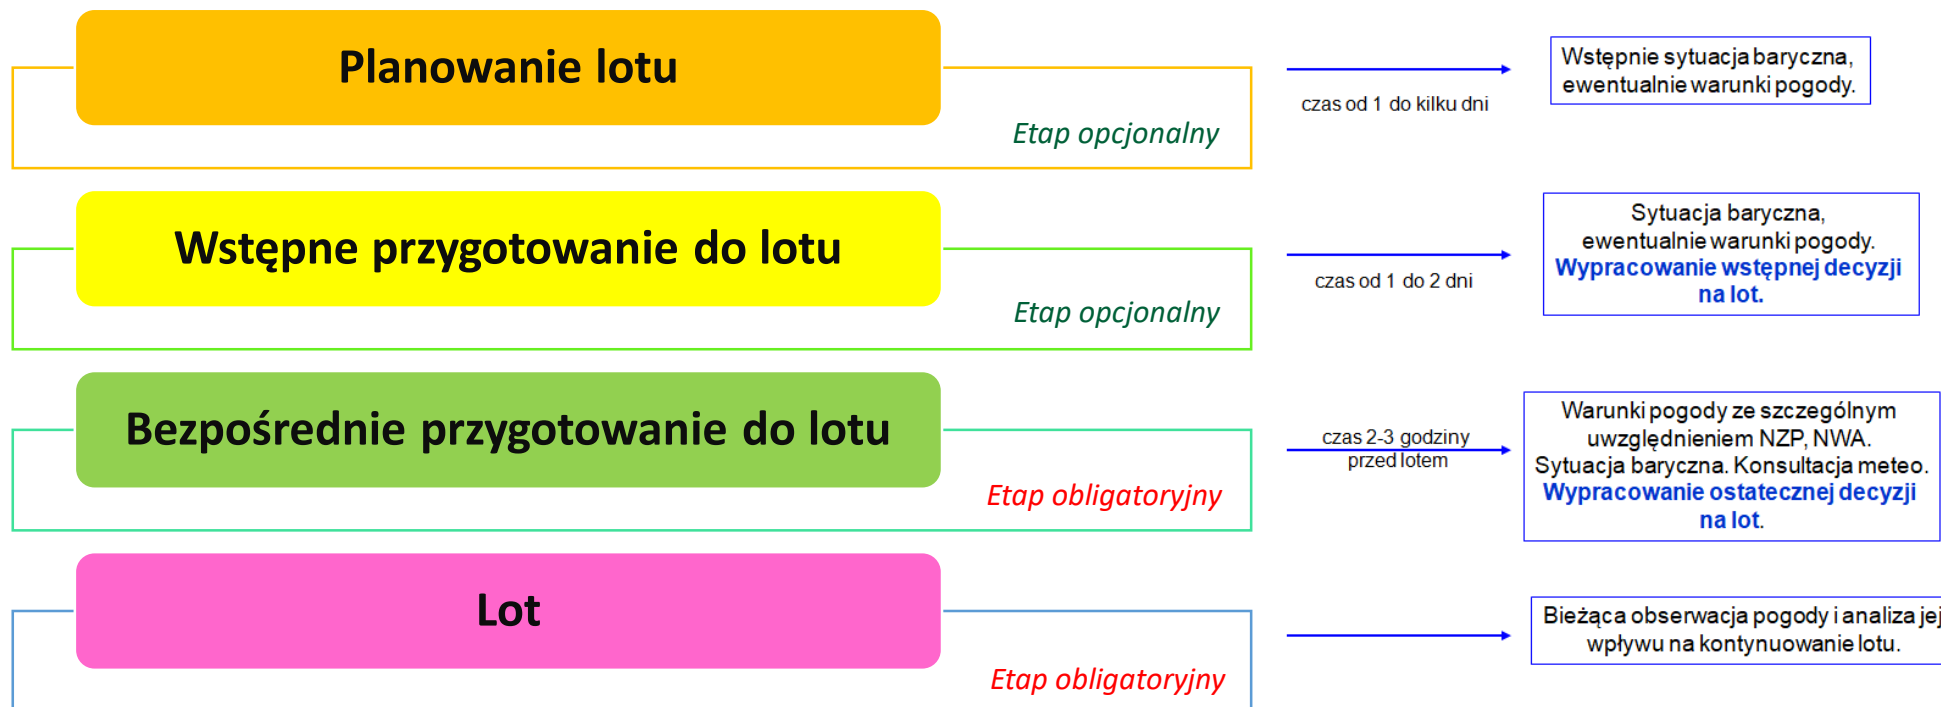 Planowanie lotu
Etap opcjonalny
czas od 1 do kilku dni
Wstępnie sytuacja baryczna,
ewentualnie warunki pogody.
Wstępne przygotowanie do lotu
Etap opcjonalny
czas od 1 do 2 dni
Sytuacja baryczna,
ewentualnie warunki pogody.
Wypracowanie wstępnej decyzji
na lot.
Bezpośrednie przygotowanie do lotu
Etap obligatoryjny
czas 2-3 godziny
przed lotem
Warunki pogody ze szczególnym
uwzględnieniem NZP, NWA.
Sytuacja baryczna. Konsultacja meteo.
Wypracowanie ostatecznej decyzji
na lot.
Lot
Etap obligatoryjny
Bieżąca obserwacja pogody i analiza jej
wpływu na kontynuowanie lotu.